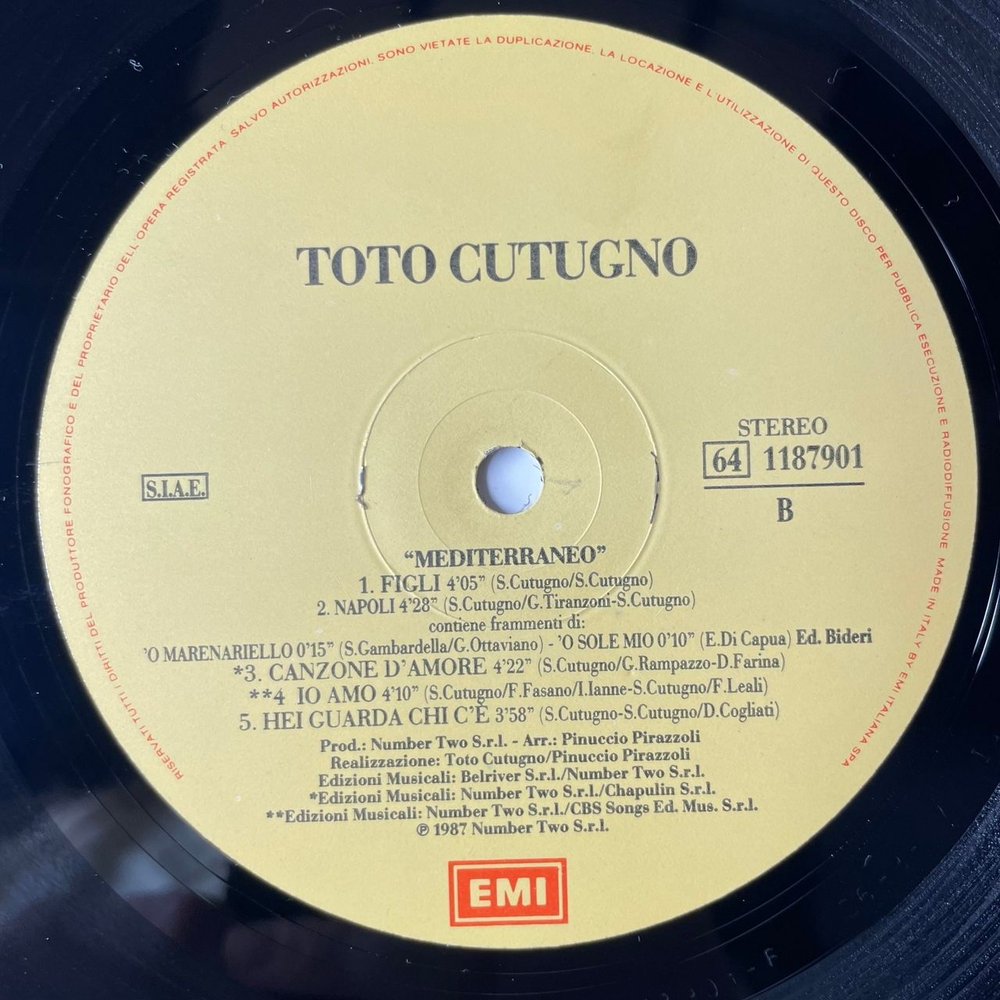 RISERVATI TUTTI I DIRITTI DEL PRODUTTORE FONOGRAFICO E DEL PROPRIETARIO DELL'OPERA REGISTRATA. SALVO AUTORIZZAZIONI, SONO VIETATE LA DUPLICAZIONE, LA LOCAZIONE E L'UTILIZZAZIONE DI QUESTO DISCO PER PUBBLICA ESECUZIONE E RADIODIFFUSIONE MADE IN ITALY BY EMI ITALIANA SPA
TOTO CUTUGNO
STEREO
64 1187901
B
S.I.A.E.
“MEDITERRANEO”
1. FIGLI 4'05” (S.Cutugno/S.Cutugno)
2. NAPOLI 4'28” (S.Cutugno/G.Tiranzoni-S.Cutugno)
contiene frammenti di:
'O MARENARIELLO 0'15” (S.Gambardella/G.Ottaviano) - 'O SOLE MIO 0'10” (E.Di Capua) Ed. Bideri
*3. CANZONE D'AMORE 4'22” (S.Cutugno/G.Rampazzo-D.Farina)
**4 IO AMO 4'10” (S.Cutugno/F.Fasano/I.Ianne-S.Cutugno/F.Leali)
5. HEI GUARDA CHI C'È 3'58” (S.Cutugno-S.Cutugno/D.Cogliati)
Prod.: Number Two S.r.l. - Arr.: Pinuccio Pirazzoli
Realizzazione: Toto Cutugno/Pinuccio Pirazzoli
Edizioni Musicali: Belriver S.r.l./Number Two S.r.l.
*Edizioni Musicali: Number Two S.r.l./Chapulin S.r.l.
**Edizioni Musicali: Number Two S.r.l./CBS Songs Ed. Mus. S.r.l.
℗ 1987 Number Two S.r.l.
EMI